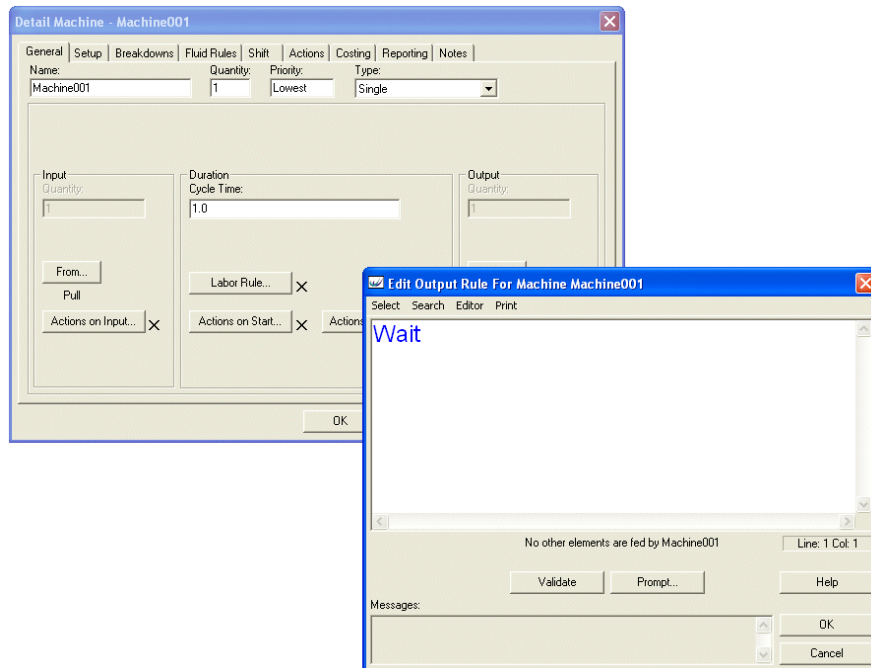 Detail Machine - Machine001
General Setup Breakdowns Fluid Rules Shift Actions Costing Reporting Notes
Name: Quantity: Priority: Type:
Machine001 1 Lowest Single
Input Duration Output
Quantity: Cycle Time: Quantity:
1 1.0 1
From...
Labor Rule... X
Pull
Actions on Input... X Actions on Start... X Actions
OK
Edit Output Rule For Machine Machine001
Select Search Editor Print
Wait
No other elements are fed by Machine001 Line: 1 Col: 1
Validate Prompt... Help
Messages:
OK
Cancel